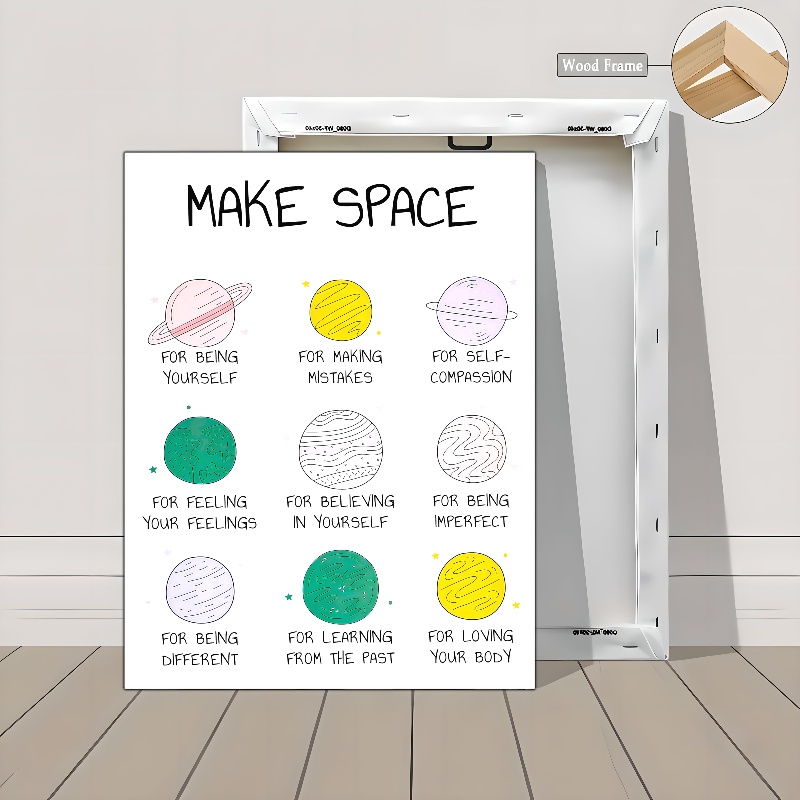 Wood Frame
MAKE SPACE
FOR BEING
YOURSELF
FOR MAKING
MISTAKES
FOR SELF-
COMPASSION
FOR FEELING
YOUR FEELINGS
FOR BELIEVING
IN YOURSELF
FOR BEING
IMPERFECT
FOR BEING
DIFFERENT
FOR LEARNING
FROM THE PAST
FOR LOVING
YOUR BODY